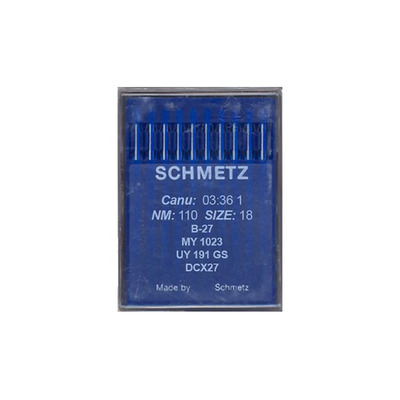 SCHMETZ
Canu: 03:36 1
NM: 110 SIZE: 18
B-27
MY 1023
UY 191 GS
DCX27
Made by Schmetz